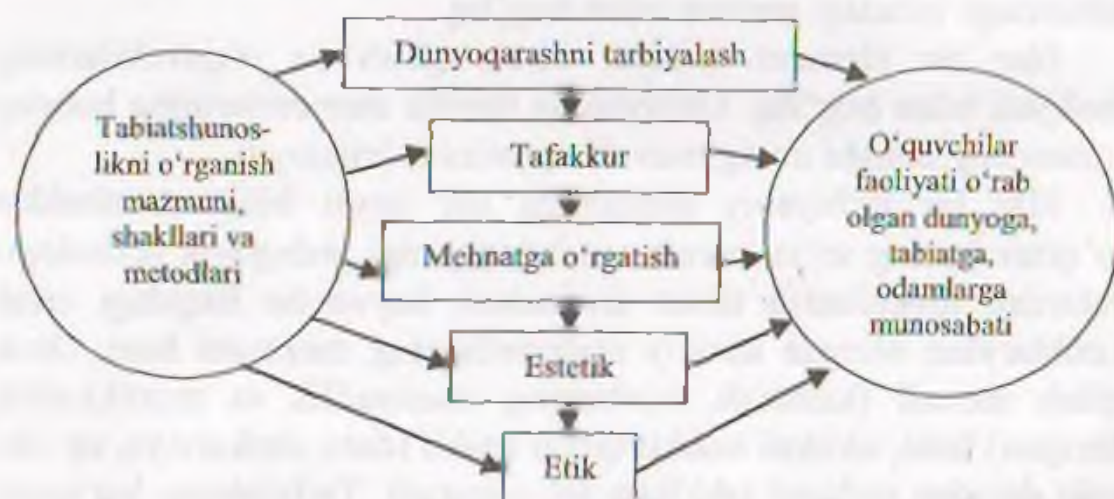 Dunyoqarashni tarbiyalash
Tabiatshunos-
likni o‘rganish
mazmuni,
shakllari va
metodlari
Tafakkur
Mehnatga o‘rgatish
Estetik
Etik
O‘quvchilar
faoliyati o‘rab
olgan dunyoga,
tabiatga,
odamlarga
munosabati